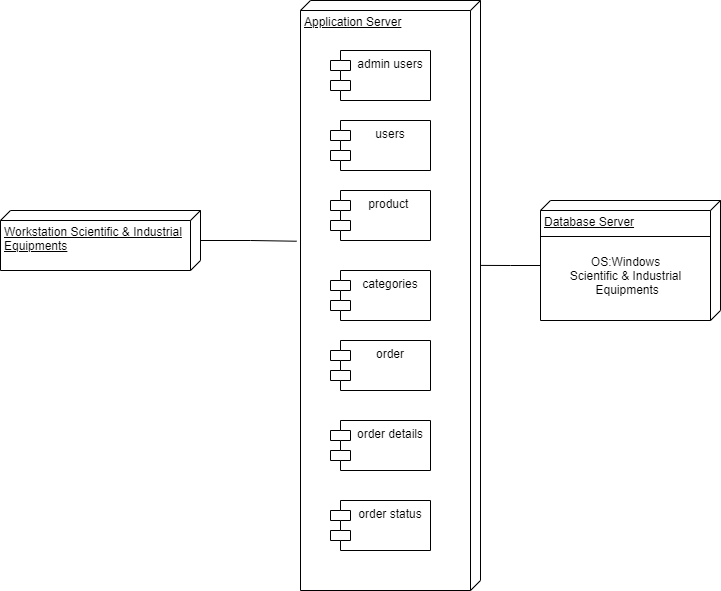 Application Server
admin users
users
product
categories
order
order details
order status
Workstation Scientific & Industrial
Equipments
Database Server
OS:Windows
Scientific & Industrial
Equipments